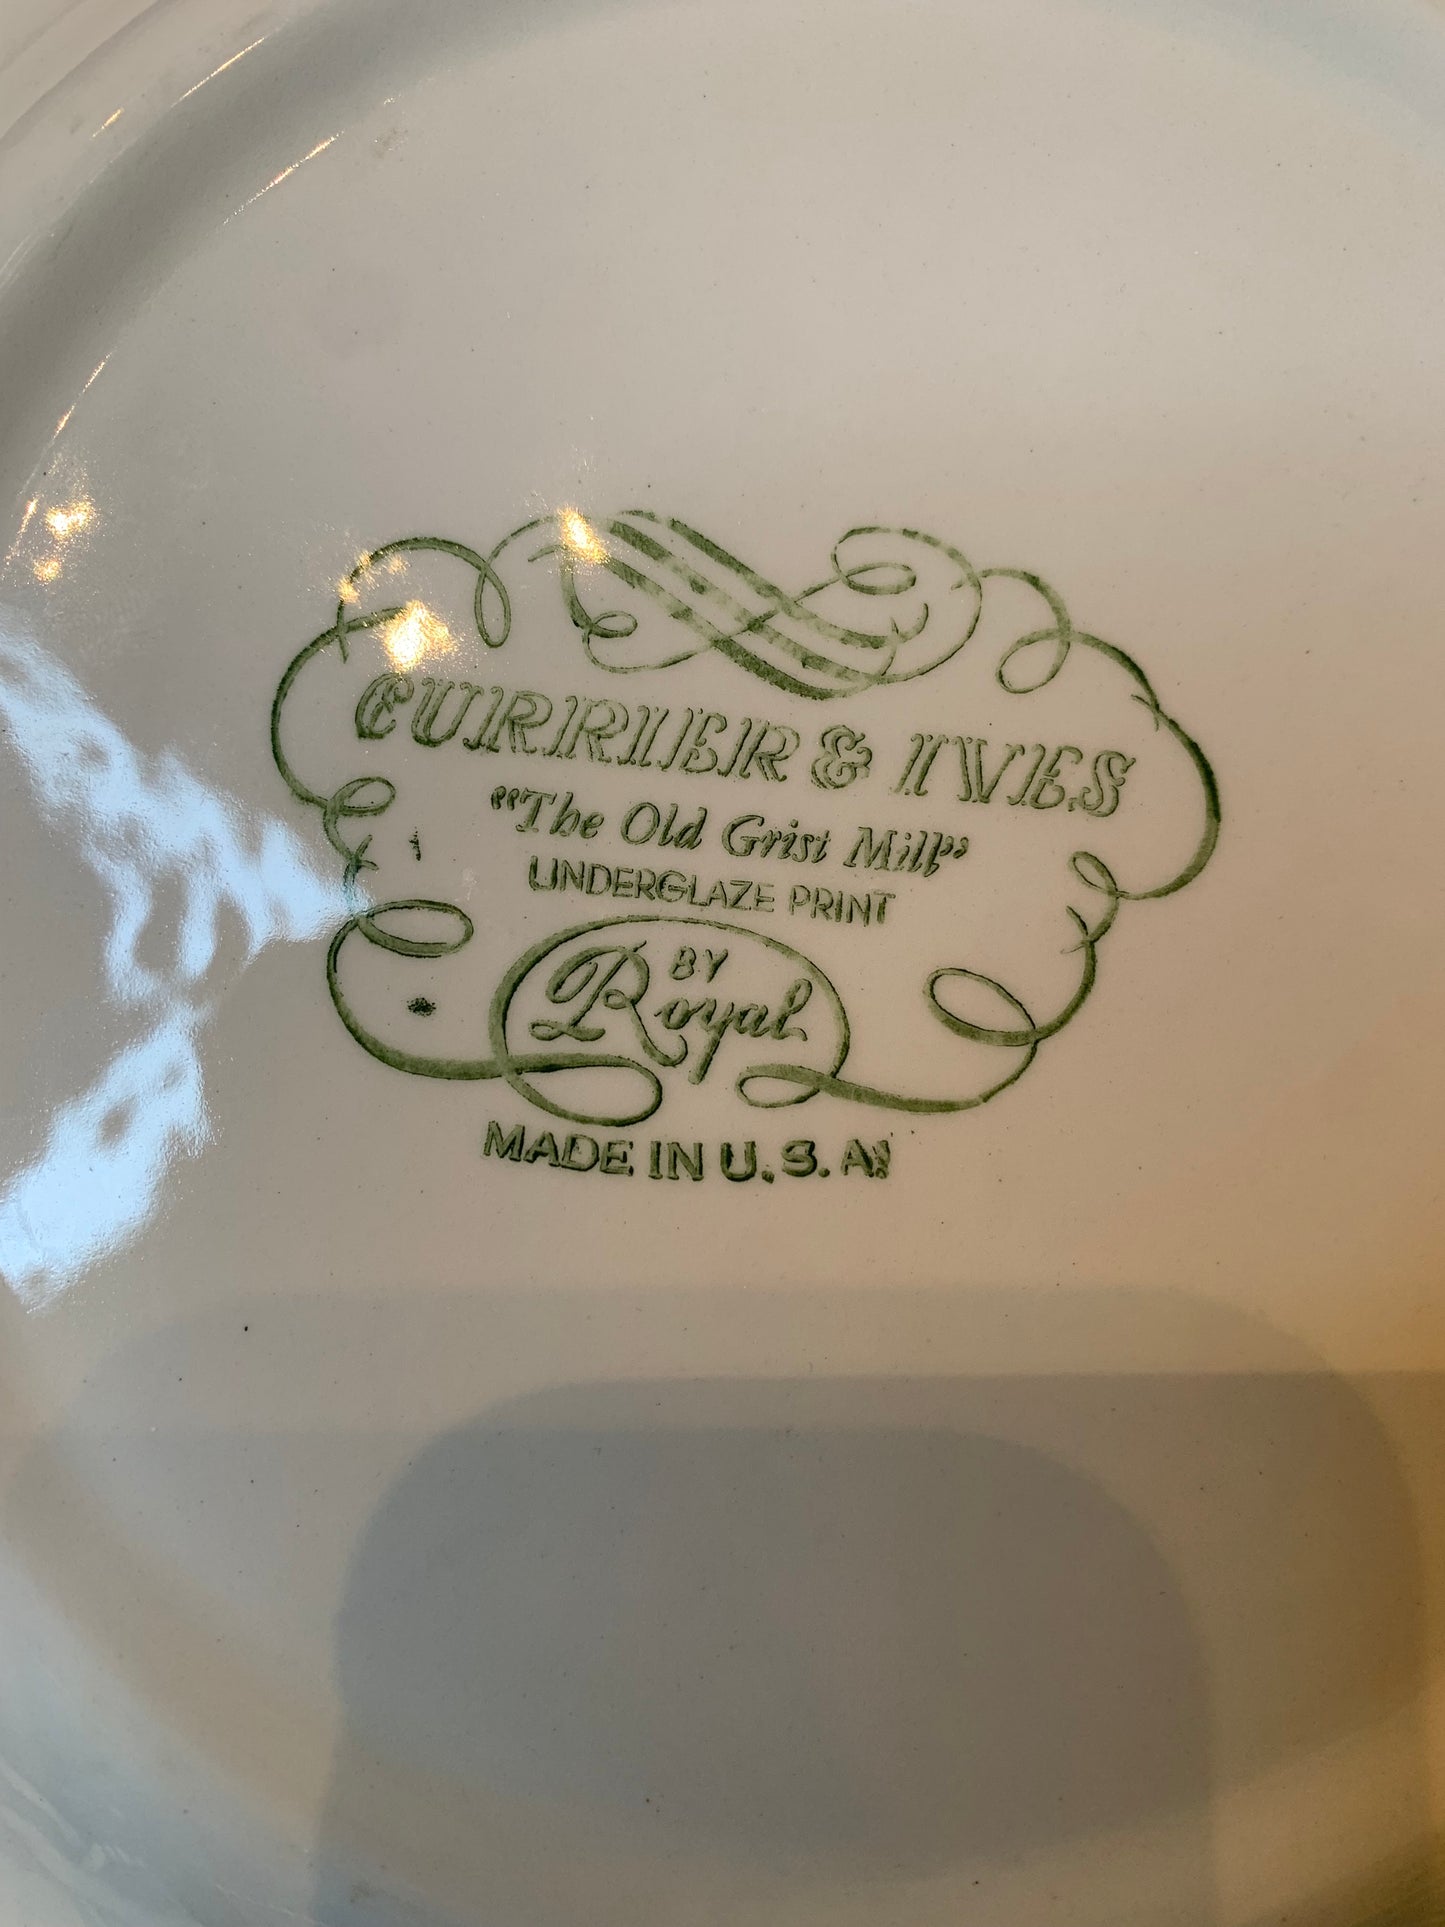 CURRIER & IVES
“The Old Grist Mill”
UNDERGLAZE PRINT
BY
Royal
MADE IN U.S.A.